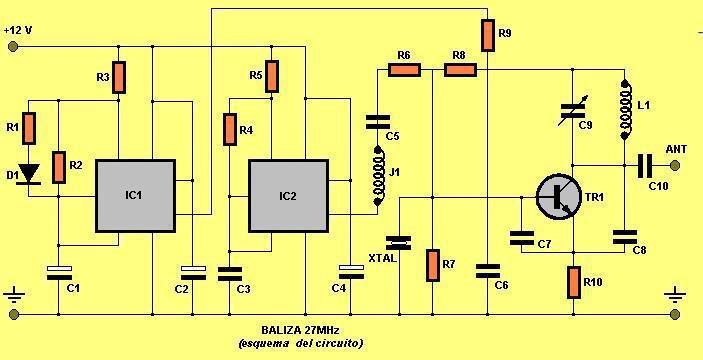 +12 V
R9
R3
R5
R6
R8
R1
R4
C5
C9
L1
D1
R2
J1
ANT
C10
IC1
IC2
TR1
XTAL
R7
C7
C8
C1
C2
C3
C4
C6
R10
BALIZA 27MHz
(esquema del circuito)